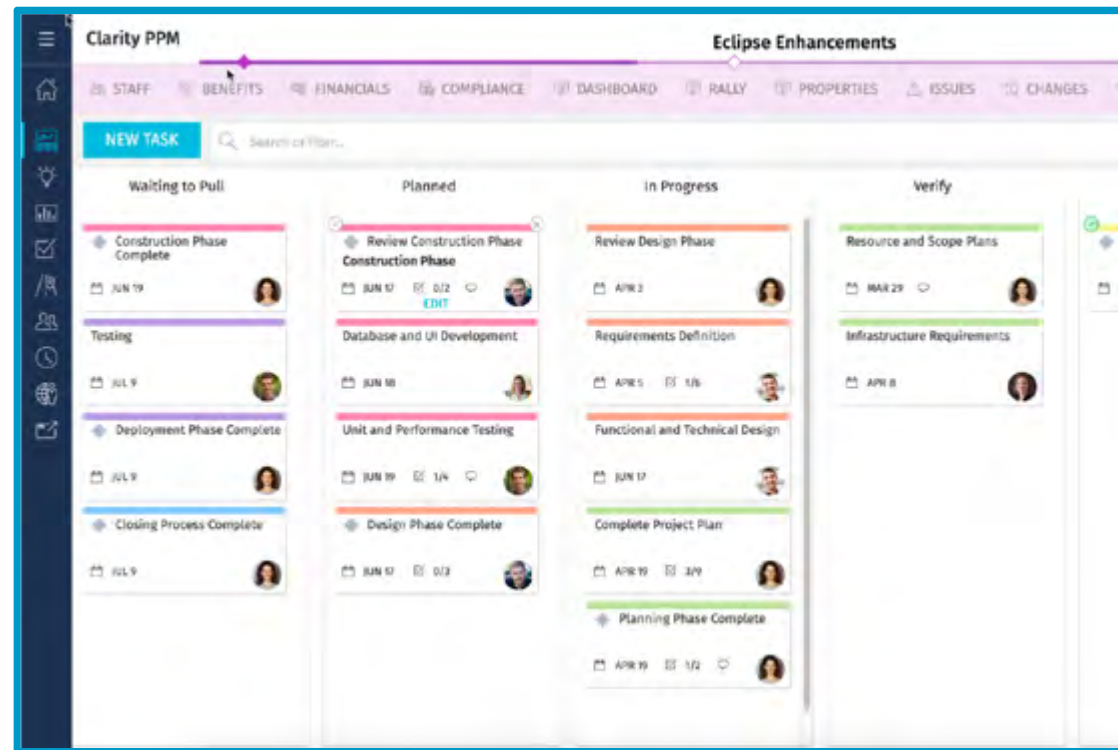 Clarity PPM
Eclipse Enhancements
STAFF BENEFITS FINANCIALS COMPLIANCE DASHBOARD RALLY PROPERTIES ISSUES CHANGES
NEW TASK Search or filter...
Waiting to Pull
Construction Phase
Complete
JUN 19
Testing
JUL 9
Deployment Phase Complete
JUL 9
Closing Process Complete
JUL 9
Planned
Review Construction Phase
Construction Phase
JUN 17 0/2
EDIT
Database and UI Development
JUN 18
Unit and Performance Testing
JUN 19 1/4
Design Phase Complete
JUN 17 0/3
In Progress
Review Design Phase
APR 3
Requirements Definition
APR 5 1/6
Functional and Technical Design
JUN 17
Complete Project Plan
APR 19 3/9
Planning Phase Complete
APR 19 1/2
Verify
Resource and Scope Plans
MAR 29
Infrastructure Requirements
APR 8